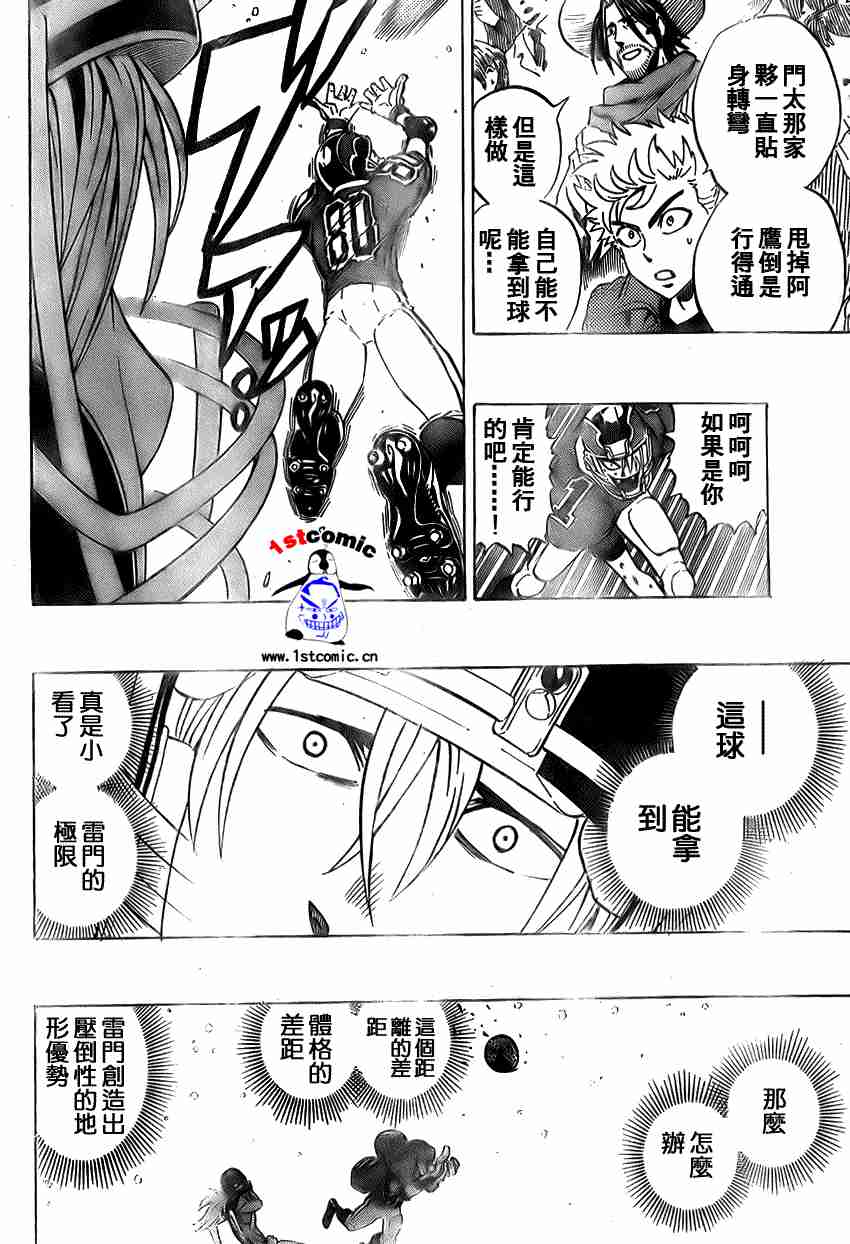 門太那家
夥一直貼
身轉彎
甩掉阿
鷹倒是
行得通
但是這
樣做
自己能不
能拿到球
呢…
呵呵呵
如果是你
肯定能行
的吧……！
1stcomic
www.1stcomic.cn
——
這球
能拿
到
真是小
看了
雷門的
極限
那麼
怎麼
辦
這個距
離的差
距
體格的
差距
雷門創造出
壓倒性的地
形優勢
80
1